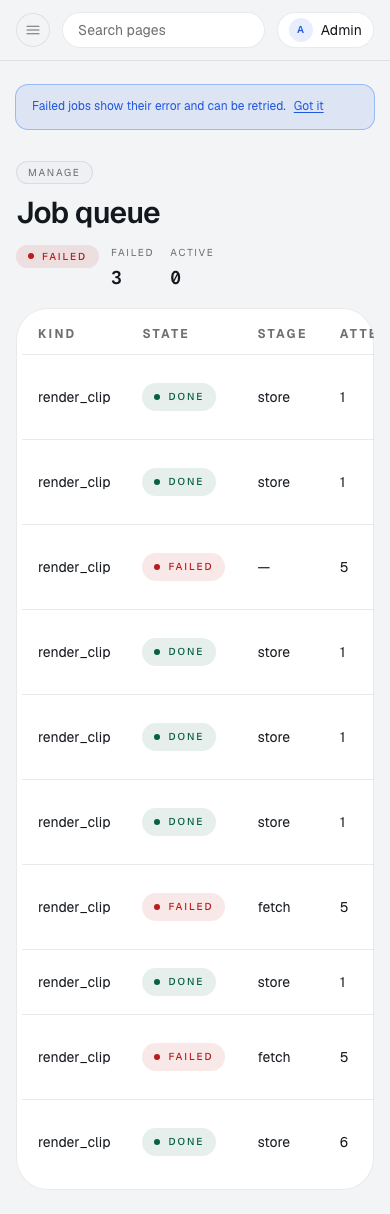 Search pages
A Admin
Failed jobs show their error and can be retried. Got it
MANAGE
Job queue
FAILED FAILED ACTIVE
3 0
KIND STATE STAGE ATTE
render_clip DONE store 1
render_clip DONE store 1
render_clip FAILED — 5
render_clip DONE store 1
render_clip DONE store 1
render_clip DONE store 1
render_clip FAILED fetch 5
render_clip DONE store 1
render_clip FAILED fetch 5
render_clip DONE store 6